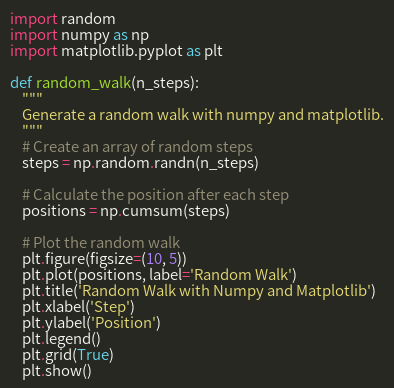 import random
import numpy as np
import matplotlib.pyplot as plt

def random_walk(n_steps):
    """
    Generate a random walk with numpy and matplotlib.
    """
    # Create an array of random steps
    steps = np.random.randn(n_steps)

    # Calculate the position after each step
    positions = np.cumsum(steps)

    # Plot the random walk
    plt.figure(figsize=(10, 5))
    plt.plot(positions, label='Random Walk')
    plt.title('Random Walk with Numpy and Matplotlib')
    plt.xlabel('Step')
    plt.ylabel('Position')
    plt.legend()
    plt.grid(True)
    plt.show()